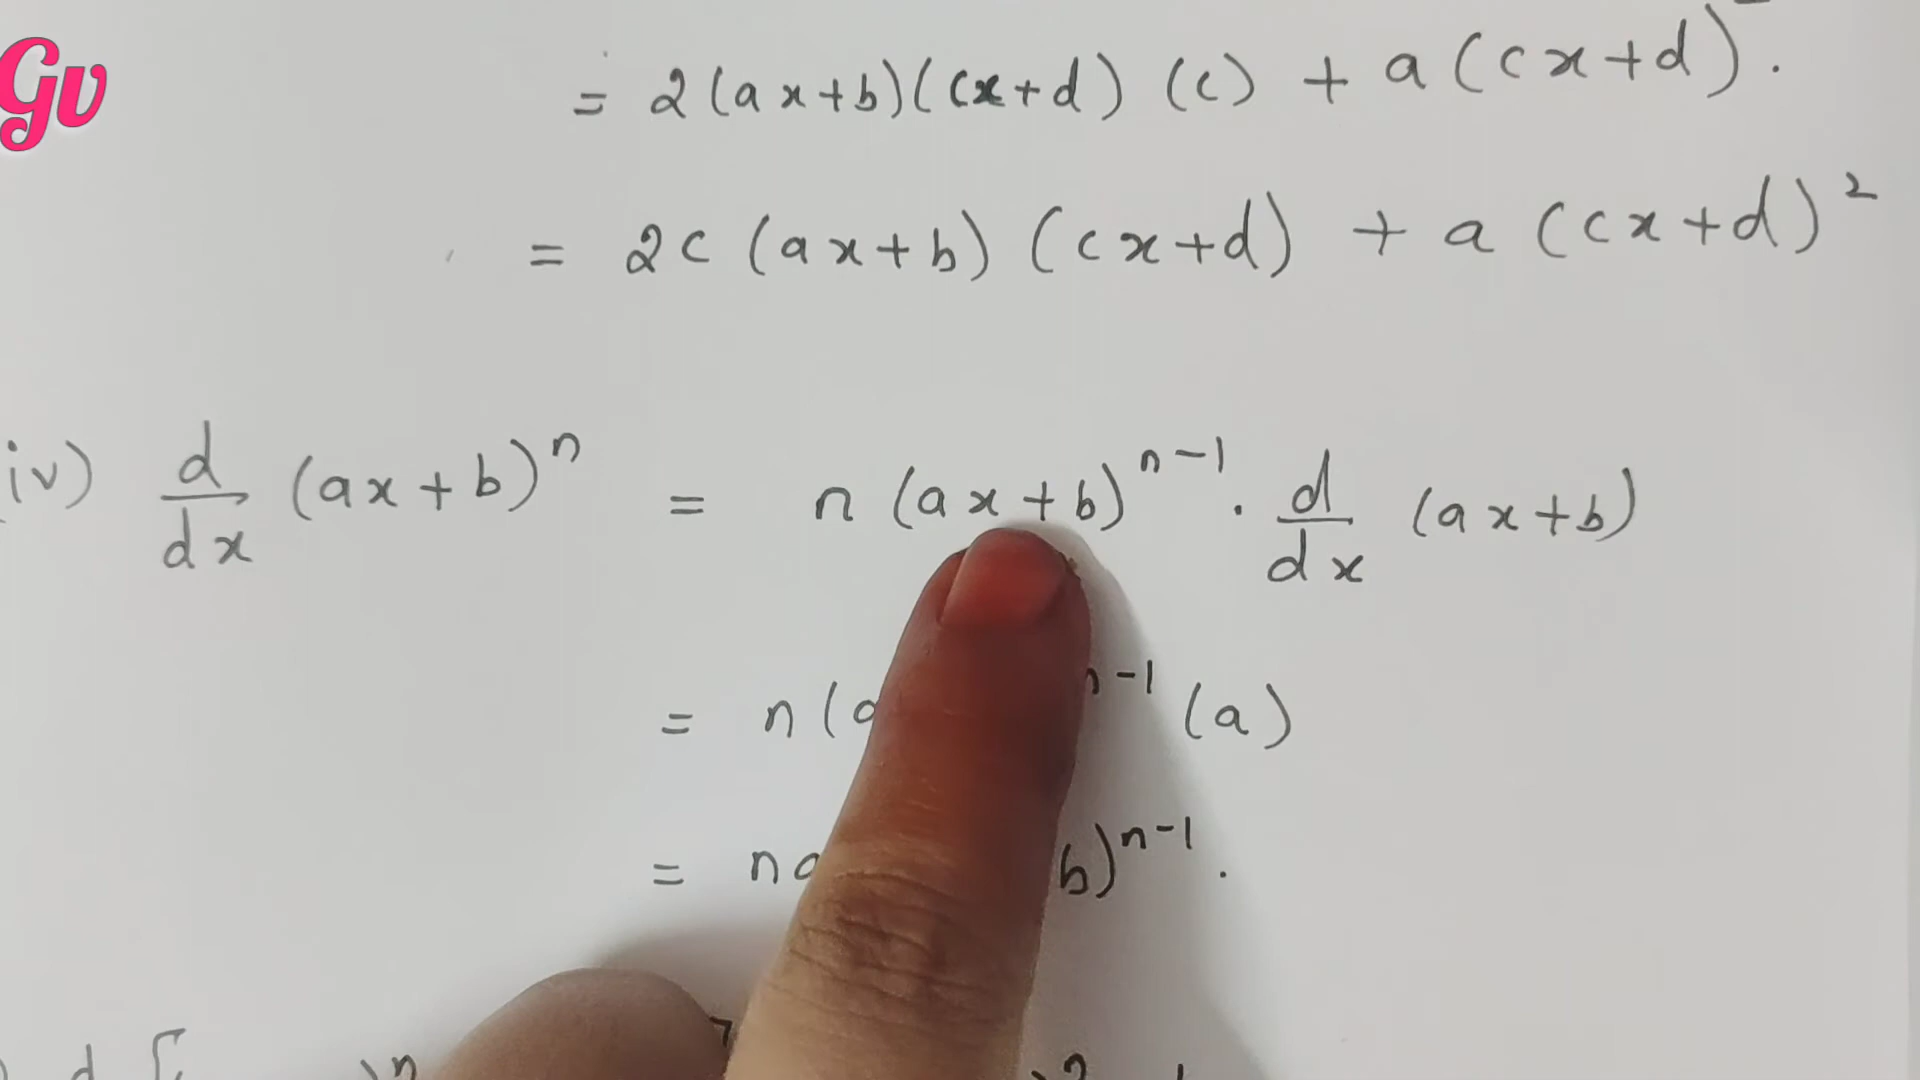 Gv
= 2(ax+b)(cx+d) (c) + a(cx+d) .
= 2c (ax+b) (cx+d) + a (cx+d)²
iv) d/dx (ax+b)ⁿ = n(ax+b)ⁿ⁻¹ . d/dx (ax+b)
= n( ⁿ⁻¹ (a)
= n b)ⁿ⁻¹ .
d